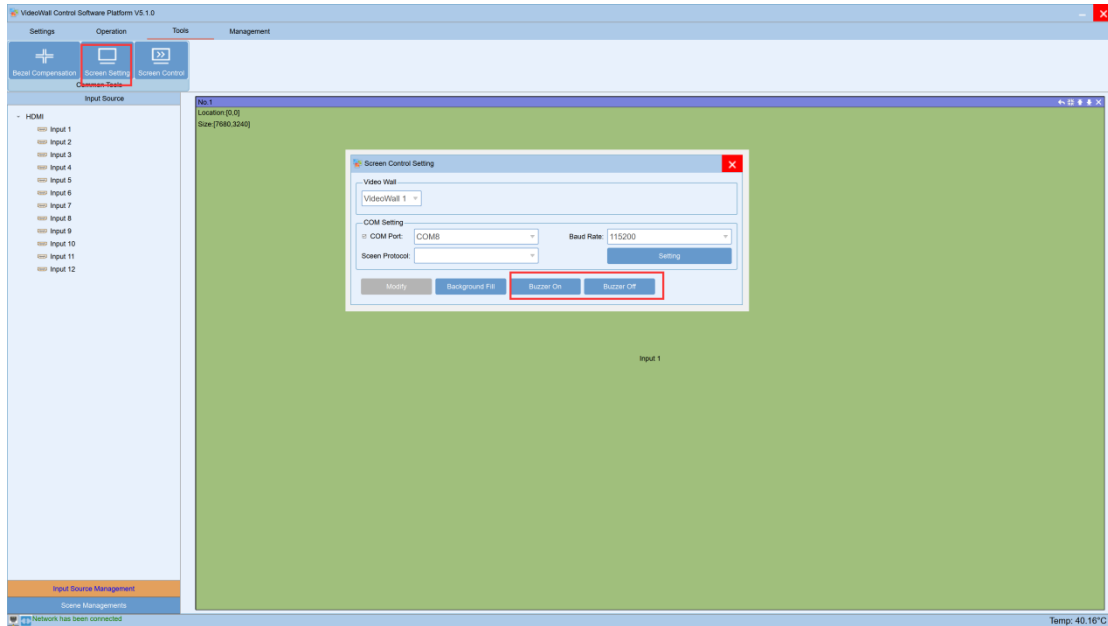 VideoWall Control Software Platform V5.1.0
Settings Operation Tools Management
Bezel Compensation Screen Setting Screen Control
Common Tools
Input Source
HDMI
Input 1
Input 2
Input 3
Input 4
Input 5
Input 6
Input 7
Input 8
Input 9
Input 10
Input 11
Input 12
Input Source Management
Scene Managements
No.1
Location:[0,0]
Size:[7680,3240]
Screen Control Setting
Video Wall
VideoWall 1
COM Setting
COM Port: COM8 Baud Rate: 115200
Sceen Protocol: Setting
Modify Background Fill Buzzer On Buzzer Off
Input 1
Network has been connected
Temp: 40.16°C